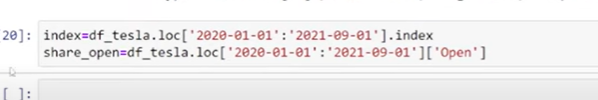 20]: index=df_tesla.loc['2020-01-01':'2021-09-01'].index
share_open=df_tesla.loc['2020-01-01':'2021-09-01']['Open']
[ ]: